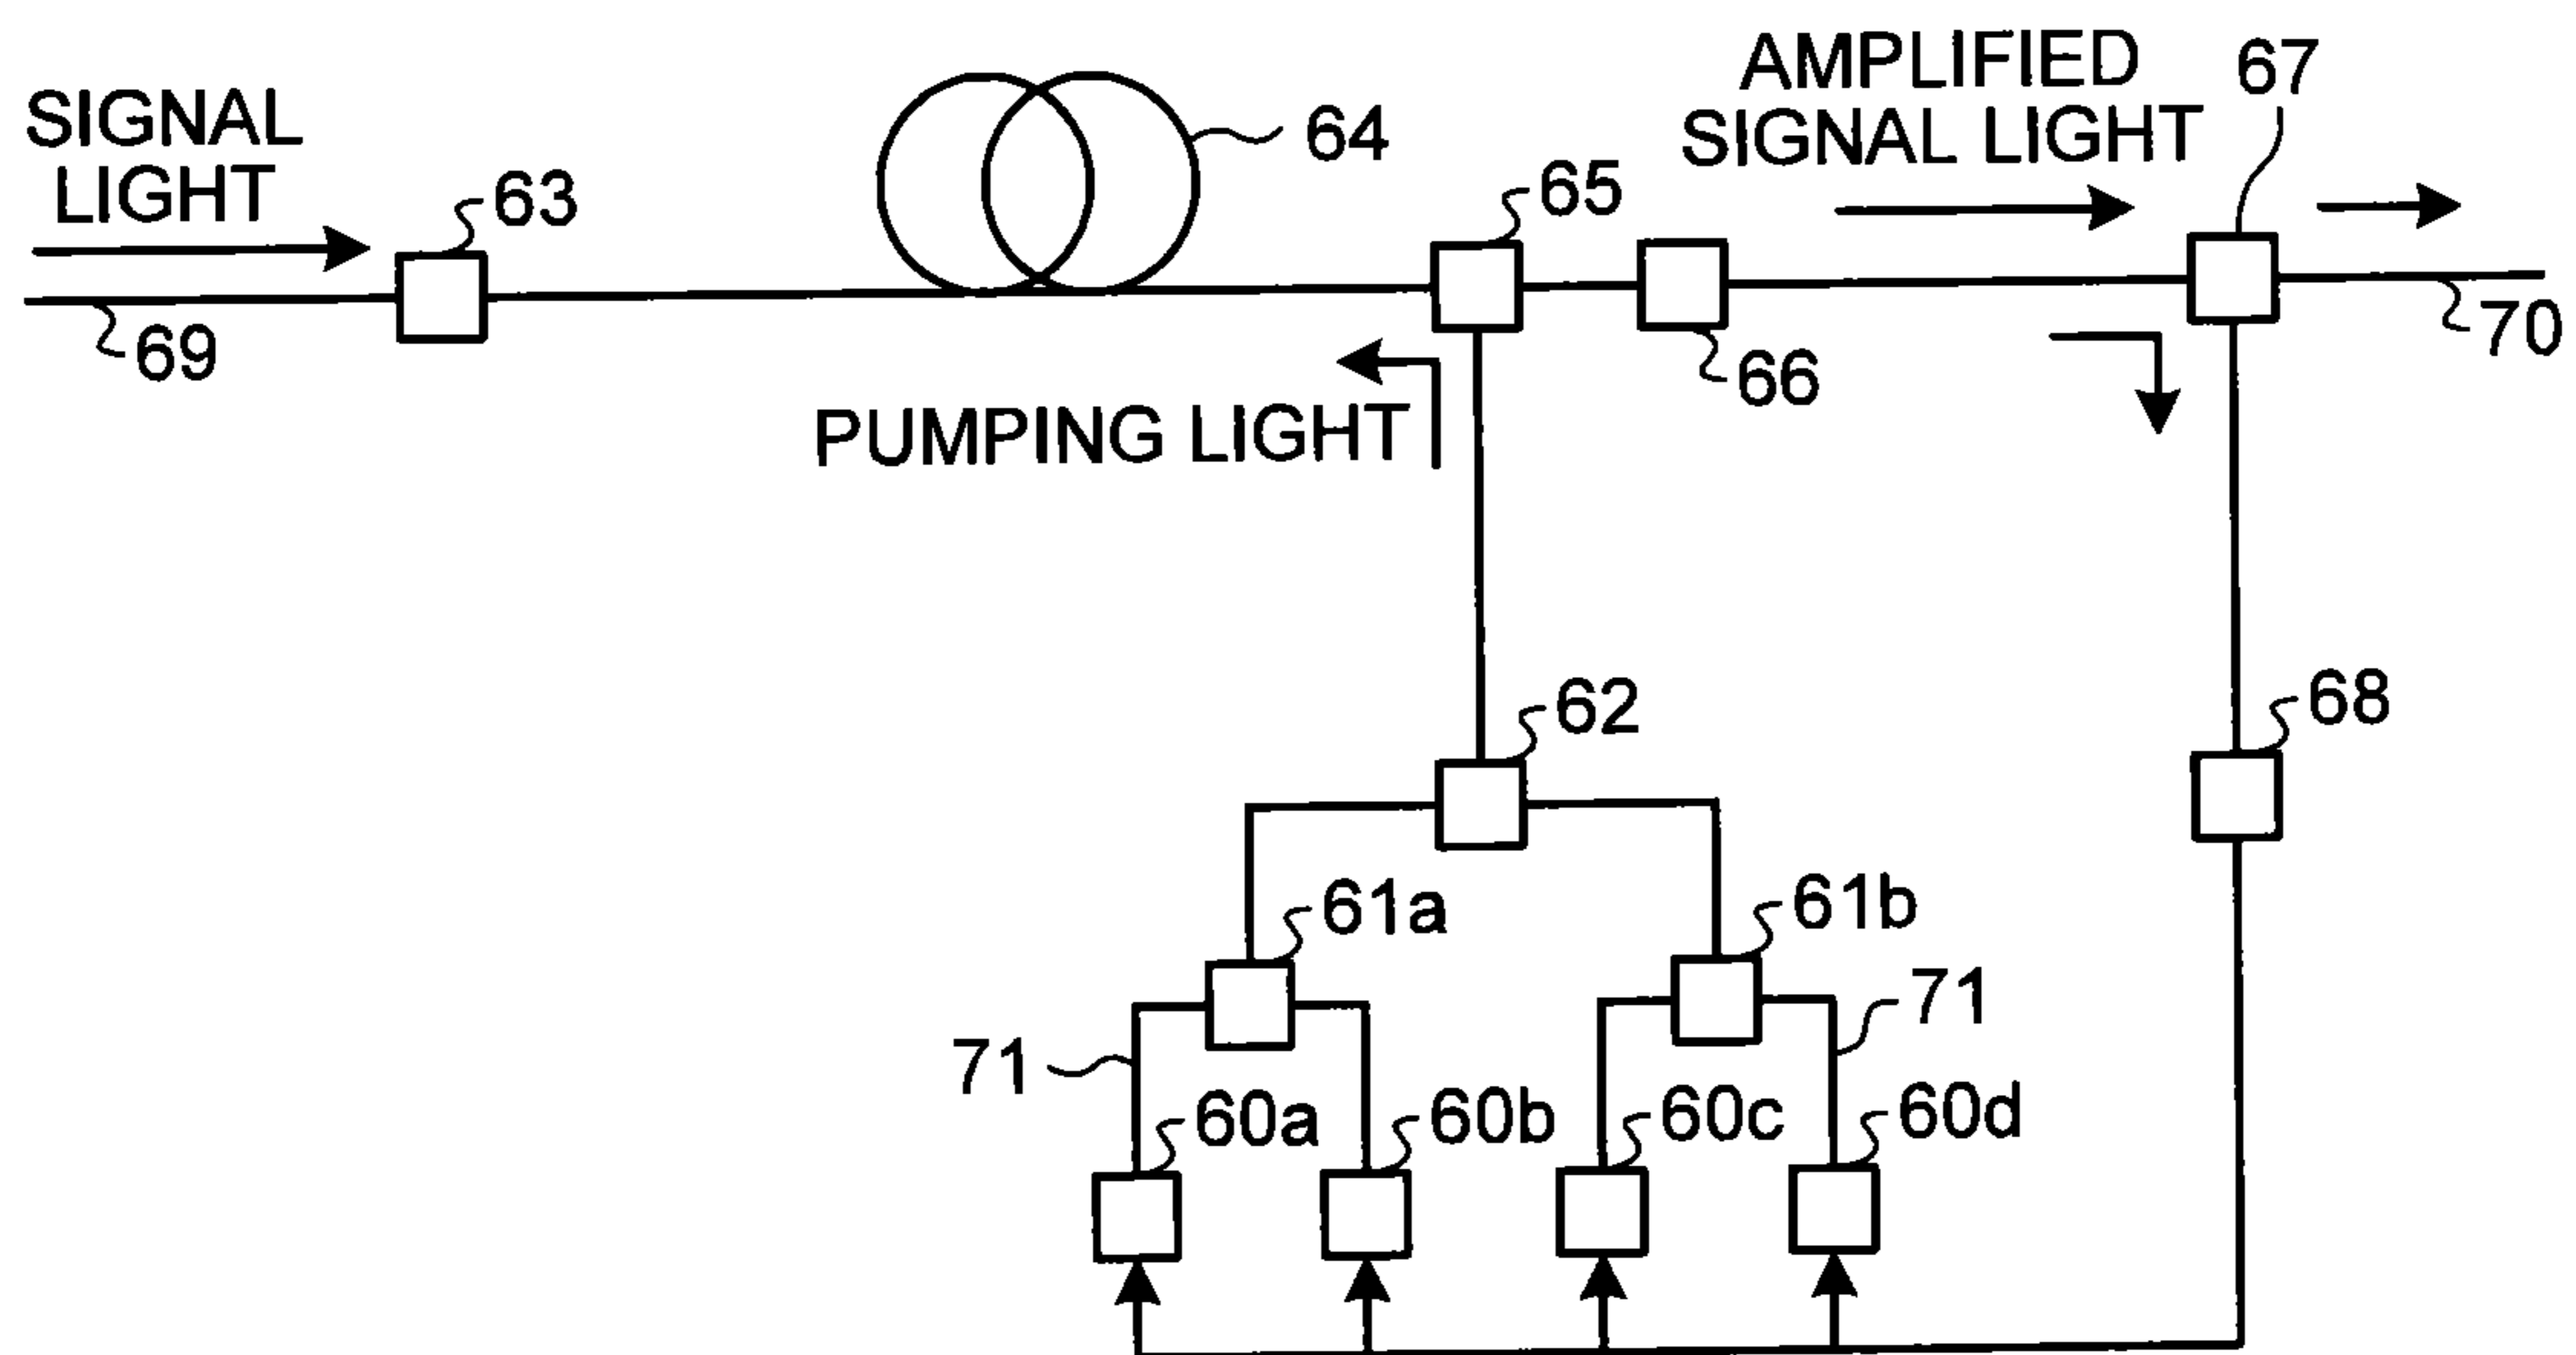 SIGNAL
LIGHT
63
69
64
65
AMPLIFIED
SIGNAL LIGHT
67
66
70
PUMPING LIGHT
62
68
61a
61b
71
71
60a
60b
60c
60d